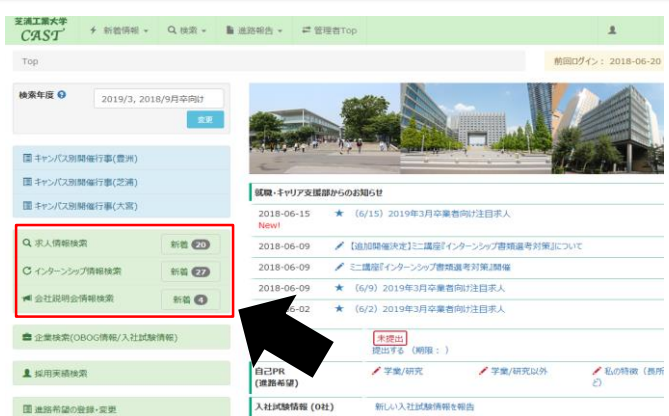 芝浦工業大学
CAST
新着情報
検索
進路報告
管理者Top
Top
前回ログイン： 2018-06-20
検索年度
2019/3, 2018/9月卒向け
変更
キャンパス別開催行事(豊洲)
キャンパス別開催行事(芝浦)
キャンパス別開催行事(大宮)
求人情報検索 新着 20
インターンシップ情報検索 新着 27
会社説明会情報検索 新着 4
企業検索(OBOG情報/入社試験情報)
採用実績検索
進路希望の登録・変更
就職・キャリア支援部からのお知らせ
2018-06-15 ★ (6/15) 2019年3月卒業者向け注目求人
New!
2018-06-09 【追加開催決定】ミニ講座『インターンシップ書類選考対策』について
2018-06-09 ミニ講座『インターンシップ書類選考対策』開催
2018-06-09 ★ (6/9) 2019年3月卒業者向け注目求人
-06-02 ★ (6/2) 2019年3月卒業者向け注目求人
未提出
提出する （期限： ）
自己PR 学業/研究 学業/研究以外 私の特徴（長所
(進路希望) ど)
入社試験情報 (0社) 新しい入社試験情報を報告